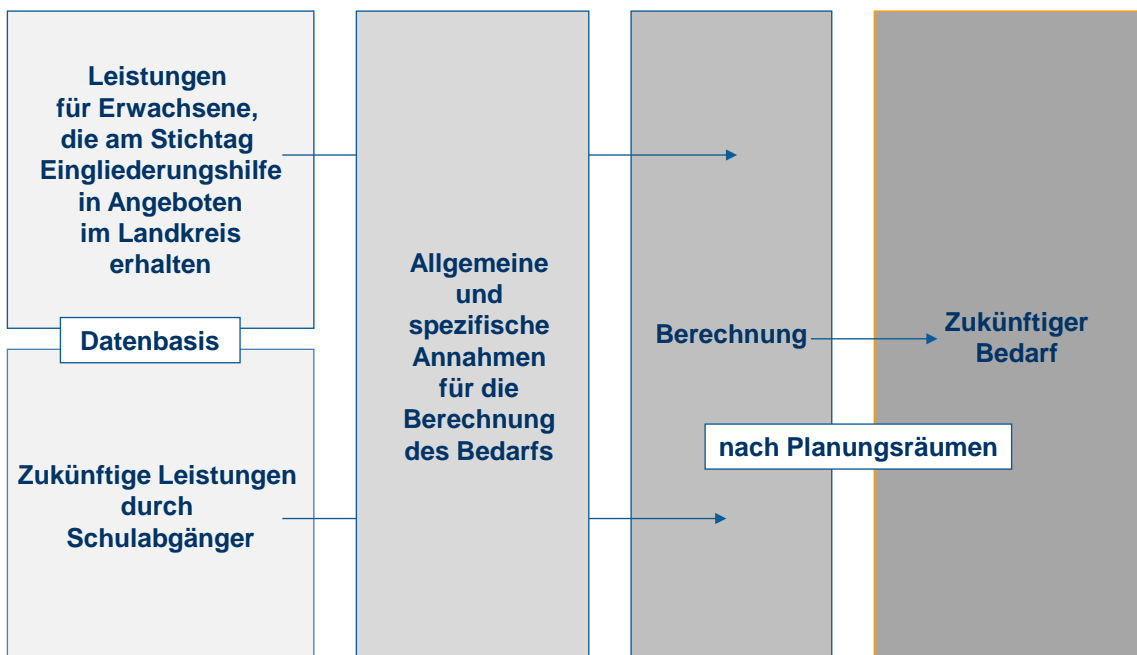 Leistungen
für Erwachsene,
die am Stichtag
Eingliederungshilfe
in Angeboten
im Landkreis
erhalten
Datenbasis
Zukünftige Leistungen
durch
Schulabgänger
Allgemeine
und
spezifische
Annahmen
für die
Berechnung
des Bedarfs
Berechnung
nach Planungsräumen
Zukünftiger
Bedarf